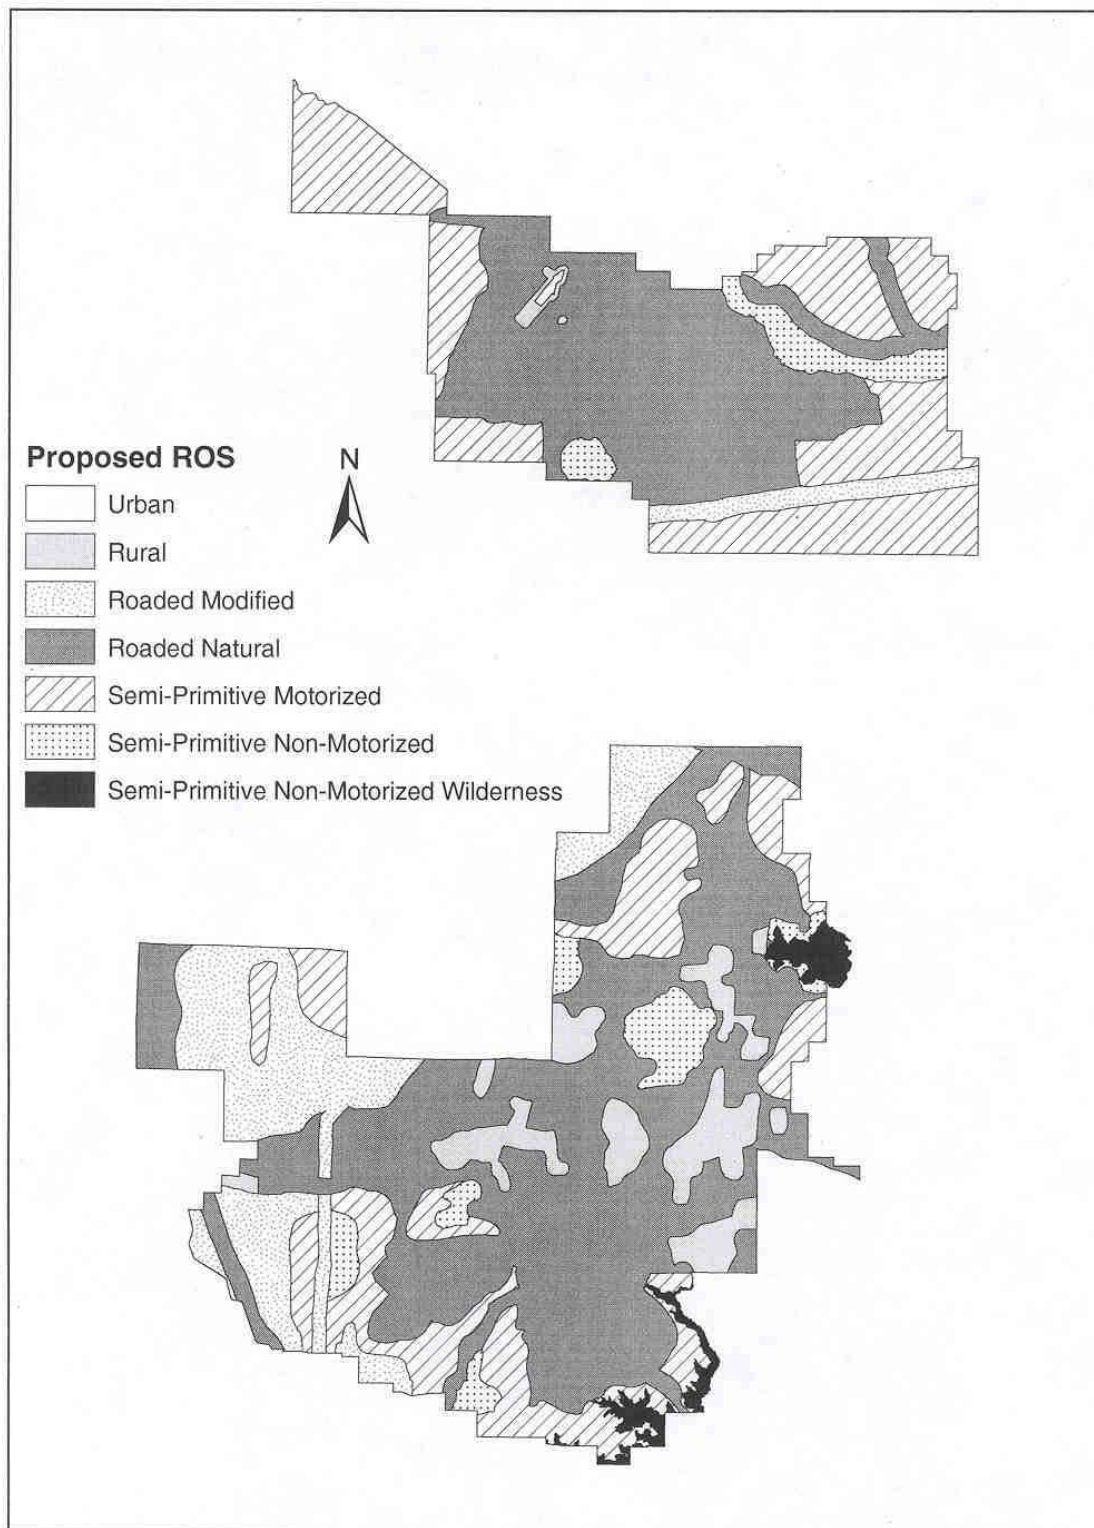 Proposed ROS
N
Urban
Rural
Roaded Modified
Roaded Natural
Semi-Primitive Motorized
Semi-Primitive Non-Motorized
Semi-Primitive Non-Motorized Wilderness